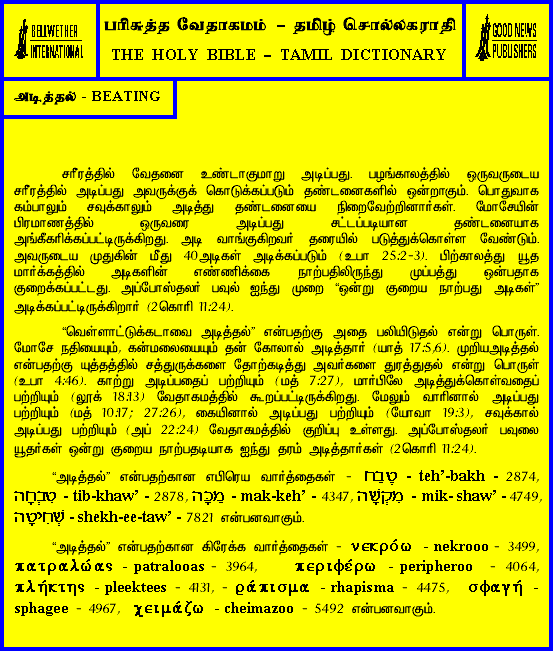 BELLWETHER
INTERNATIONAL
பரிசுத்த வேதாகமம் – தமிழ் சொல்லகராதி
THE HOLY BIBLE – TAMIL DICTIONARY
GOOD NEWS
PUBLISHERS
அடித்தல் - BEATING
சரீரத்தில் வேதனை உண்டாகுமாறு அடிப்பது. பழங்காலத்தில் ஒருவருடைய
சரீரத்தில் அடிப்பது அவருக்குக் கொடுக்கப்படும் தண்டனைகளில் ஒன்றாகும். பொதுவாக
கம்பாலும் சவுக்காலும் அடித்து தண்டனையை நிறைவேற்றினார்கள். மோசேயின்
பிரமாணத்தில் ஒருவரை அடிப்பது சட்டப்படியான தண்டனையாக
அங்கீகரிக்கப்பட்டிருக்கிறது. அடி வாங்குகிறவர் தரையில் படுத்துக்கொள்ள வேண்டும்.
அவருடைய முதுகின் மீது 40அடிகள் அடிக்கப்படும் (உபா 25:2-3). பிற்காலத்து யூத
மார்க்கத்தில் அடிகளின் எண்ணிக்கை நாற்பதிலிருந்து முப்பத்து ஒன்பதாக
குறைக்கப்பட்டது. அப்போஸ்தலர் பவுல் ஐந்து முறை “ஒன்று குறைய நாற்பது அடிகள்”
அடிக்கப்பட்டிருக்கிறார் (2கொரி 11:24).
“வெள்ளாட்டுக்கடாவை அடித்தல்” என்பதற்கு அதை பலியிடுதல் என்று பொருள்.
மோசே நதியையும், கன்மலையையும் தன் கோலால் அடித்தார் (யாத் 17:5,6). முறியஅடித்தல்
என்பதற்கு யுத்தத்தில் சத்துருக்களை தோற்கடித்து அவர்களை துரத்துதல் என்று பொருள்
(உபா 4:46). காற்று அடிப்பதைப் பற்றியும் (மத் 7:27), மார்பிலே அடித்துக்கொள்வதைப்
பற்றியும் (லூக் 18:13) வேதாகமத்தில் கூறப்பட்டிருக்கிறது. மேலும் வாரினால் அடிப்பது
பற்றியும் (மத் 10:17; 27:26), கையினால் அடிப்பது பற்றியும் (யோவா 19:3), சவுக்கால்
அடிப்பது பற்றியும் (அப் 22:24) வேதாகமத்தில் குறிப்பு உள்ளது. அப்போஸ்தலர் பவுலை
யூதர்கள் ஒன்று குறைய நாற்பதடியாக ஐந்து தரம் அடித்தார்கள் (2கொரி 11:24).
“அடித்தல்” என்பதற்கான எபிரெய வார்த்தைகள் - טֶבַח - teh’-bakh - 2874,
טִבְחָה - tib-khaw’ - 2878, מַכָּה - mak-keh’ - 4347, מִקְשָׁה - mik- shaw’ - 4749,
שְׁחִיטָה - shekh-ee-taw’ - 7821 என்பனவாகும்.
“அடித்தல்” என்பதற்கான கிரேக்க வார்த்தைகள் - νεκρόω - nekrooo - 3499,
πατραλῴας - patralooas - 3964, περιφέρω - peripheroo - 4064,
πλήκτης - pleektees - 4131, - ῥάπισμα - rhapisma - 4475, σφαγή -
sphagee - 4967, χειμάζω - cheimazoo - 5492 என்பனவாகும்.